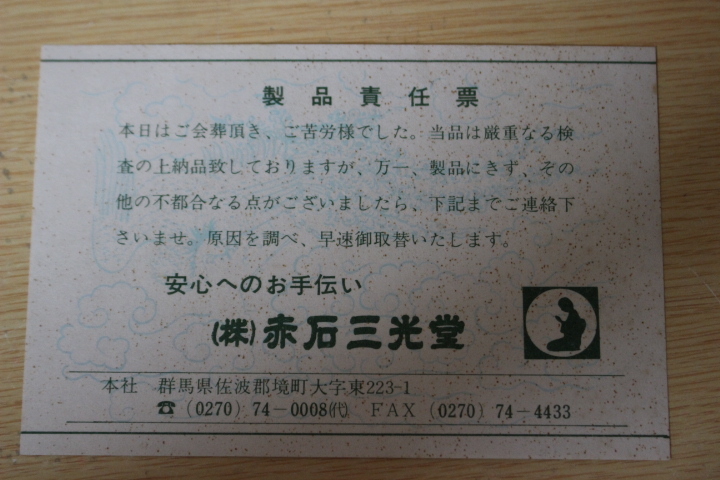 製品責任票
本日はご会葬頂き、ご苦労様でした。当品は厳重なる検
査の上納品致しておりますが、万一、製品にきず、その
他の不都合なる点がございましたら、下記までご連絡下
さいませ。原因を調べ、早速御取替いたします。
安心へのお手伝い
(株)赤石三光堂
本社 群馬県佐波郡境町大字東223-1
☎(0270)74-0008㈹ FAX(0270)74-4433